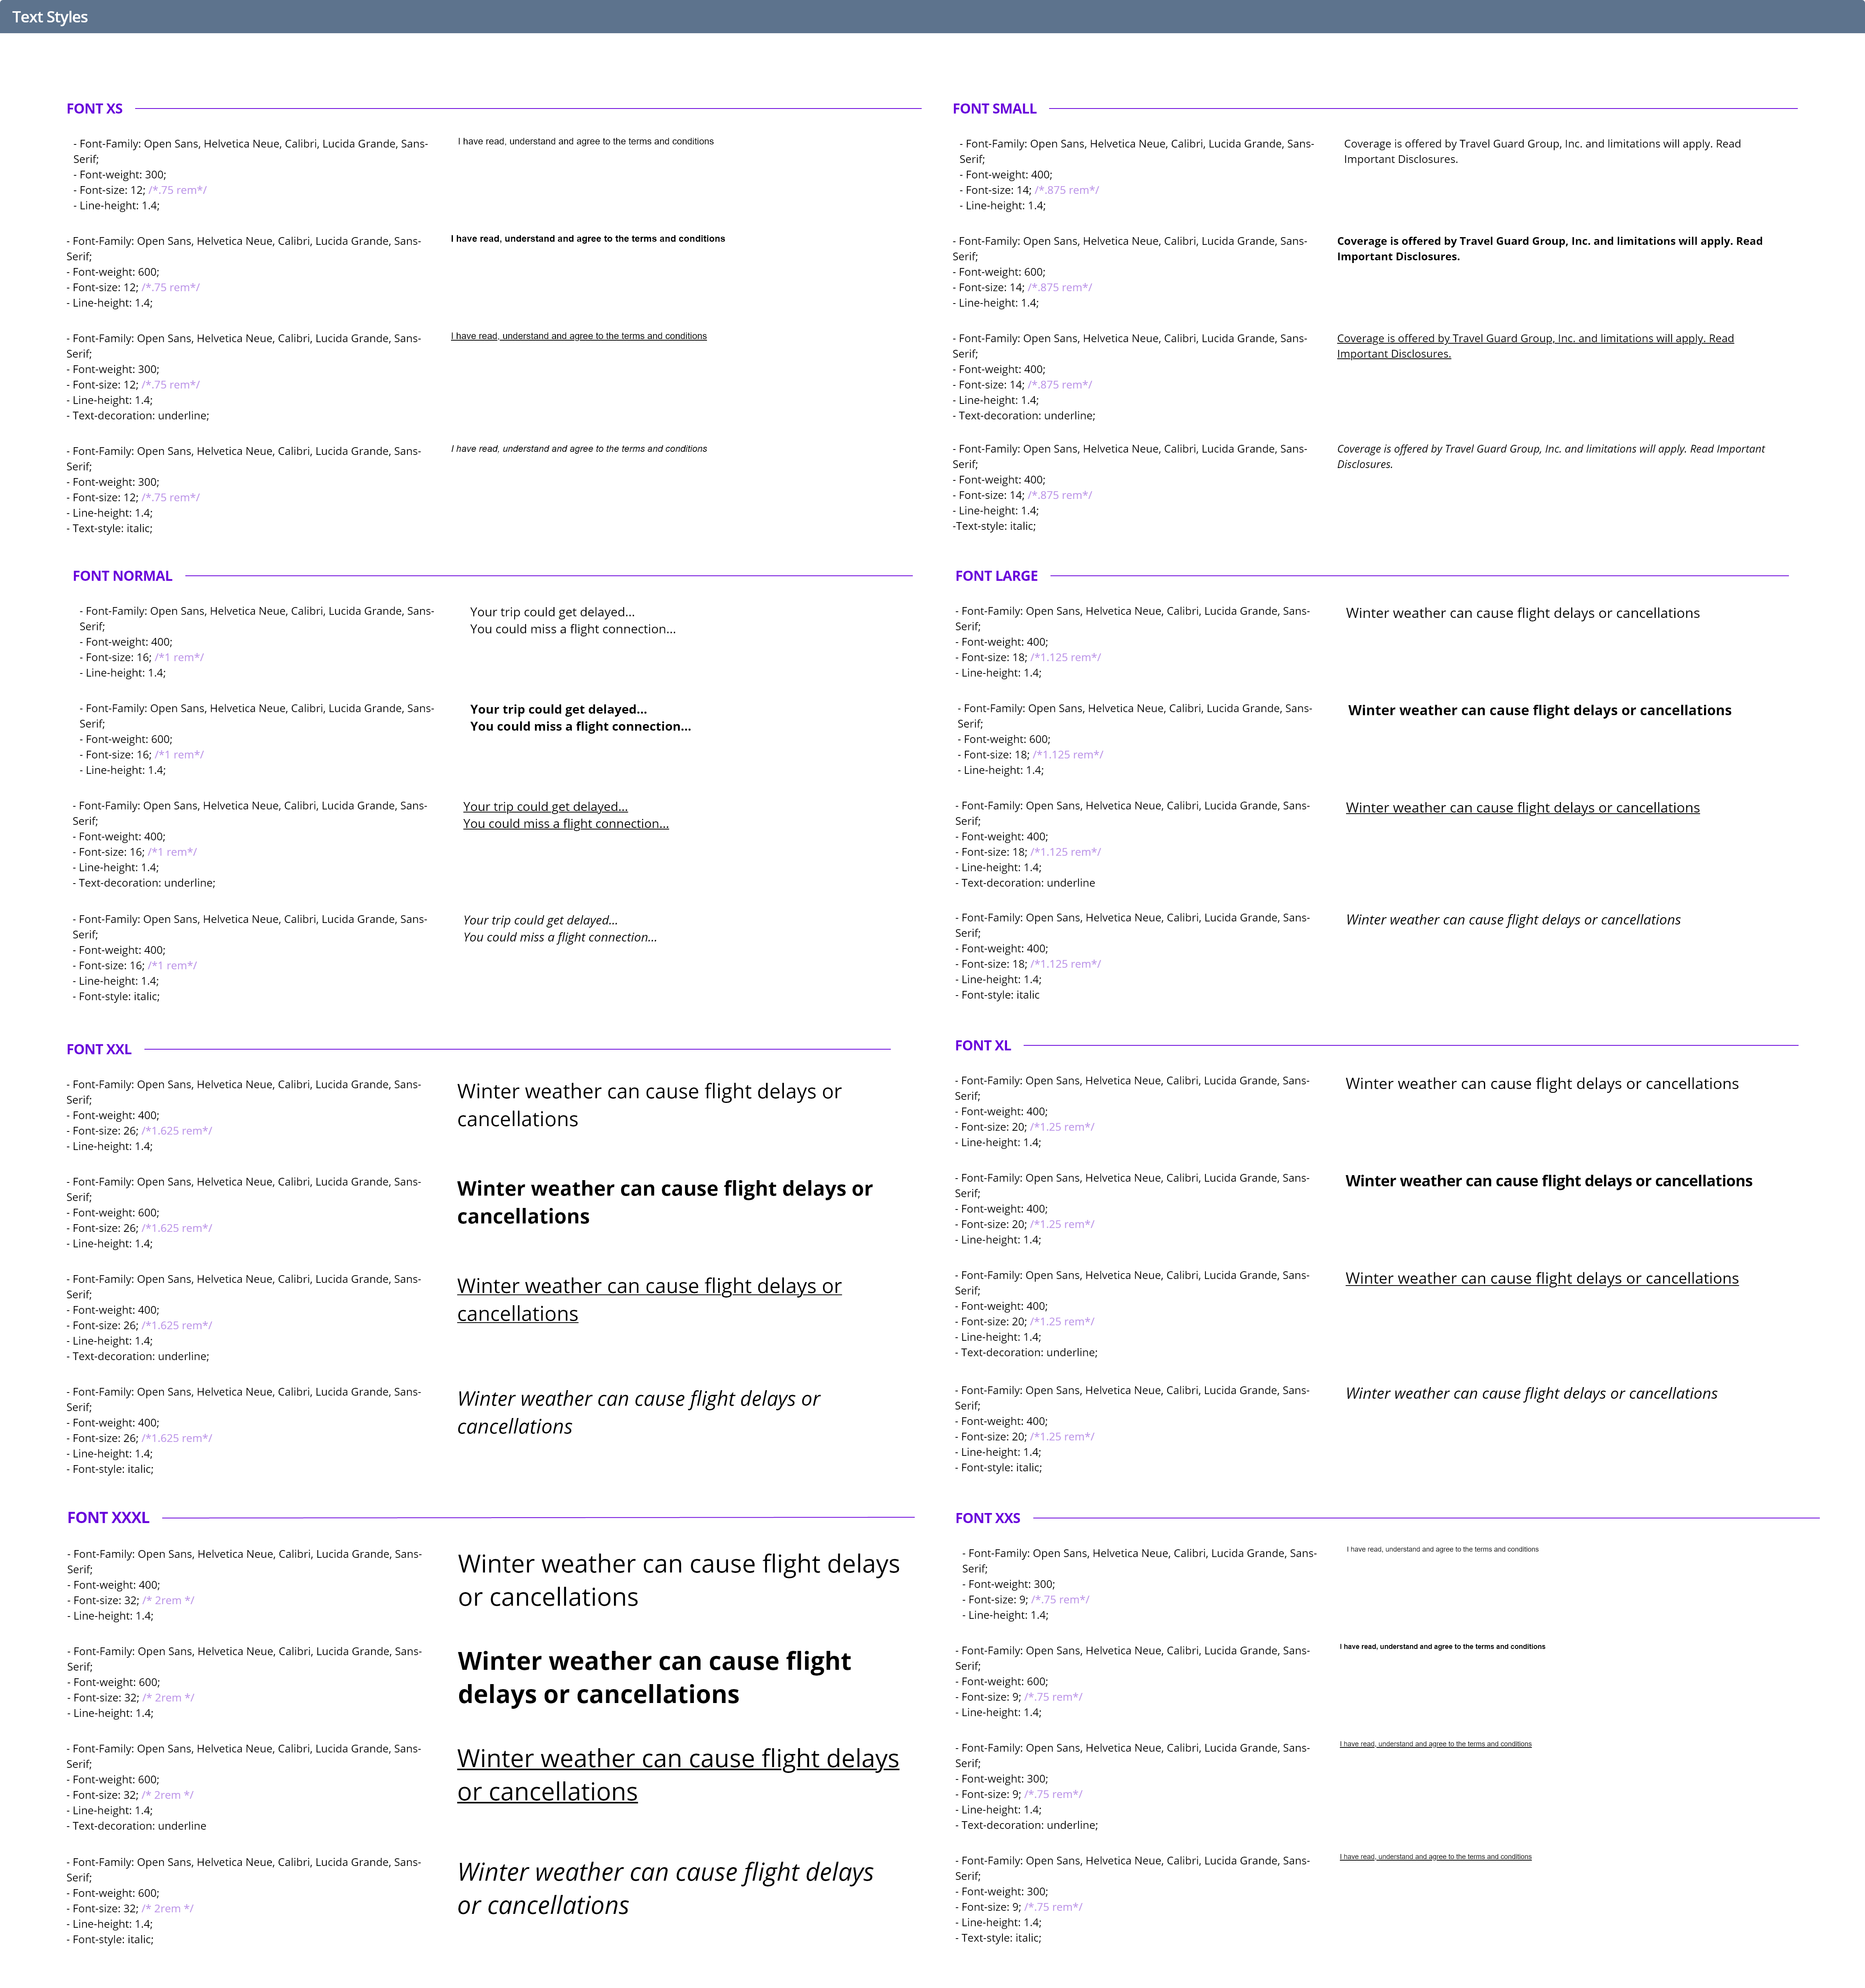 Text Styles
FONT XS
- Font-Family: Open Sans, Helvetica Neue, Calibri, Lucida Grande, Sans-
Serif;
- Font-weight: 300;
- Font-size: 12; /*.75 rem*/
- Line-height: 1.4;
I have read, understand and agree to the terms and conditions
- Font-Family: Open Sans, Helvetica Neue, Calibri, Lucida Grande, Sans-
Serif;
- Font-weight: 600;
- Font-size: 12; /*.75 rem*/
- Line-height: 1.4;
I have read, understand and agree to the terms and conditions
- Font-Family: Open Sans, Helvetica Neue, Calibri, Lucida Grande, Sans-
Serif;
- Font-weight: 300;
- Font-size: 12; /*.75 rem*/
- Line-height: 1.4;
- Text-decoration: underline;
I have read, understand and agree to the terms and conditions
- Font-Family: Open Sans, Helvetica Neue, Calibri, Lucida Grande, Sans-
Serif;
- Font-weight: 300;
- Font-size: 12; /*.75 rem*/
- Line-height: 1.4;
- Text-style: italic;
I have read, understand and agree to the terms and conditions
FONT SMALL
- Font-Family: Open Sans, Helvetica Neue, Calibri, Lucida Grande, Sans-
Serif;
- Font-weight: 400;
- Font-size: 14; /*.875 rem*/
- Line-height: 1.4;
Coverage is offered by Travel Guard Group, Inc. and limitations will apply. Read
Important Disclosures.
- Font-Family: Open Sans, Helvetica Neue, Calibri, Lucida Grande, Sans-
Serif;
- Font-weight: 600;
- Font-size: 14; /*.875 rem*/
- Line-height: 1.4;
Coverage is offered by Travel Guard Group, Inc. and limitations will apply. Read
Important Disclosures.
- Font-Family: Open Sans, Helvetica Neue, Calibri, Lucida Grande, Sans-
Serif;
- Font-weight: 400;
- Font-size: 14; /*.875 rem*/
- Line-height: 1.4;
- Text-decoration: underline;
Coverage is offered by Travel Guard Group, Inc. and limitations will apply. Read
Important Disclosures.
- Font-Family: Open Sans, Helvetica Neue, Calibri, Lucida Grande, Sans-
Serif;
- Font-weight: 400;
- Font-size: 14; /*.875 rem*/
- Line-height: 1.4;
-Text-style: italic;
Coverage is offered by Travel Guard Group, Inc. and limitations will apply. Read Important
Disclosures.
FONT NORMAL
- Font-Family: Open Sans, Helvetica Neue, Calibri, Lucida Grande, Sans-
Serif;
- Font-weight: 400;
- Font-size: 16; /*1 rem*/
- Line-height: 1.4;
Your trip could get delayed...
You could miss a flight connection...
- Font-Family: Open Sans, Helvetica Neue, Calibri, Lucida Grande, Sans-
Serif;
- Font-weight: 600;
- Font-size: 16; /*1 rem*/
- Line-height: 1.4;
Your trip could get delayed...
You could miss a flight connection...
- Font-Family: Open Sans, Helvetica Neue, Calibri, Lucida Grande, Sans-
Serif;
- Font-weight: 400;
- Font-size: 16; /*1 rem*/
- Line-height: 1.4;
- Text-decoration: underline;
Your trip could get delayed...
You could miss a flight connection...
- Font-Family: Open Sans, Helvetica Neue, Calibri, Lucida Grande, Sans-
Serif;
- Font-weight: 400;
- Font-size: 16; /*1 rem*/
- Line-height: 1.4;
- Font-style: italic;
Your trip could get delayed...
You could miss a flight connection...
FONT LARGE
- Font-Family: Open Sans, Helvetica Neue, Calibri, Lucida Grande, Sans-
Serif;
- Font-weight: 400;
- Font-size: 18; /*1.125 rem*/
- Line-height: 1.4;
Winter weather can cause flight delays or cancellations
- Font-Family: Open Sans, Helvetica Neue, Calibri, Lucida Grande, Sans-
Serif;
- Font-weight: 600;
- Font-size: 18; /*1.125 rem*/
- Line-height: 1.4;
Winter weather can cause flight delays or cancellations
- Font-Family: Open Sans, Helvetica Neue, Calibri, Lucida Grande, Sans-
Serif;
- Font-weight: 400;
- Font-size: 18; /*1.125 rem*/
- Line-height: 1.4;
- Text-decoration: underline
Winter weather can cause flight delays or cancellations
- Font-Family: Open Sans, Helvetica Neue, Calibri, Lucida Grande, Sans-
Serif;
- Font-weight: 400;
- Font-size: 18; /*1.125 rem*/
- Line-height: 1.4;
- Font-style: italic
Winter weather can cause flight delays or cancellations
FONT XXL
- Font-Family: Open Sans, Helvetica Neue, Calibri, Lucida Grande, Sans-
Serif;
- Font-weight: 400;
- Font-size: 26; /*1.625 rem*/
- Line-height: 1.4;
Winter weather can cause flight delays or
cancellations
- Font-Family: Open Sans, Helvetica Neue, Calibri, Lucida Grande, Sans-
Serif;
- Font-weight: 600;
- Font-size: 26; /*1.625 rem*/
- Line-height: 1.4;
Winter weather can cause flight delays or
cancellations
- Font-Family: Open Sans, Helvetica Neue, Calibri, Lucida Grande, Sans-
Serif;
- Font-weight: 400;
- Font-size: 26; /*1.625 rem*/
- Line-height: 1.4;
- Text-decoration: underline;
Winter weather can cause flight delays or
cancellations
- Font-Family: Open Sans, Helvetica Neue, Calibri, Lucida Grande, Sans-
Serif;
- Font-weight: 400;
- Font-size: 26; /*1.625 rem*/
- Line-height: 1.4;
- Font-style: italic;
Winter weather can cause flight delays or
cancellations
FONT XL
- Font-Family: Open Sans, Helvetica Neue, Calibri, Lucida Grande, Sans-
Serif;
- Font-weight: 400;
- Font-size: 20; /*1.25 rem*/
- Line-height: 1.4;
Winter weather can cause flight delays or cancellations
- Font-Family: Open Sans, Helvetica Neue, Calibri, Lucida Grande, Sans-
Serif;
- Font-weight: 400;
- Font-size: 20; /*1.25 rem*/
- Line-height: 1.4;
Winter weather can cause flight delays or cancellations
- Font-Family: Open Sans, Helvetica Neue, Calibri, Lucida Grande, Sans-
Serif;
- Font-weight: 400;
- Font-size: 20; /*1.25 rem*/
- Line-height: 1.4;
- Text-decoration: underline;
Winter weather can cause flight delays or cancellations
- Font-Family: Open Sans, Helvetica Neue, Calibri, Lucida Grande, Sans-
Serif;
- Font-weight: 400;
- Font-size: 20; /*1.25 rem*/
- Line-height: 1.4;
- Font-style: italic;
Winter weather can cause flight delays or cancellations
FONT XXXL
- Font-Family: Open Sans, Helvetica Neue, Calibri, Lucida Grande, Sans-
Serif;
- Font-weight: 400;
- Font-size: 32; /* 2rem */
- Line-height: 1.4;
Winter weather can cause flight delays
or cancellations
- Font-Family: Open Sans, Helvetica Neue, Calibri, Lucida Grande, Sans-
Serif;
- Font-weight: 600;
- Font-size: 32; /* 2rem */
- Line-height: 1.4;
Winter weather can cause flight
delays or cancellations
- Font-Family: Open Sans, Helvetica Neue, Calibri, Lucida Grande, Sans-
Serif;
- Font-weight: 600;
- Font-size: 32; /* 2rem */
- Line-height: 1.4;
- Text-decoration: underline
Winter weather can cause flight delays
or cancellations
- Font-Family: Open Sans, Helvetica Neue, Calibri, Lucida Grande, Sans-
Serif;
- Font-weight: 600;
- Font-size: 32; /* 2rem */
- Line-height: 1.4;
- Font-style: italic;
Winter weather can cause flight delays
or cancellations
FONT XXS
- Font-Family: Open Sans, Helvetica Neue, Calibri, Lucida Grande, Sans-
Serif;
- Font-weight: 300;
- Font-size: 9; /*.75 rem*/
- Line-height: 1.4;
I have read, understand and agree to the terms and conditions
- Font-Family: Open Sans, Helvetica Neue, Calibri, Lucida Grande, Sans-
Serif;
- Font-weight: 600;
- Font-size: 9; /*.75 rem*/
- Line-height: 1.4;
I have read, understand and agree to the terms and conditions
- Font-Family: Open Sans, Helvetica Neue, Calibri, Lucida Grande, Sans-
Serif;
- Font-weight: 300;
- Font-size: 9; /*.75 rem*/
- Line-height: 1.4;
- Text-decoration: underline;
I have read, understand and agree to the terms and conditions
- Font-Family: Open Sans, Helvetica Neue, Calibri, Lucida Grande, Sans-
Serif;
- Font-weight: 300;
- Font-size: 9; /*.75 rem*/
- Line-height: 1.4;
- Text-style: italic;
I have read, understand and agree to the terms and conditions